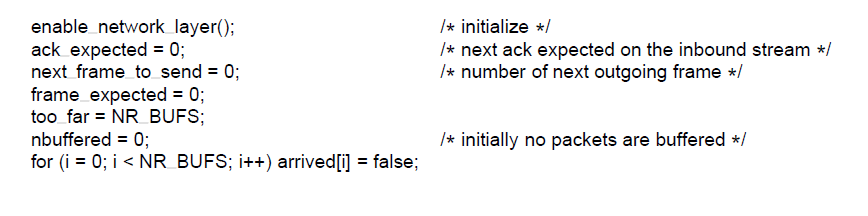 enable_network_layer(); /* initialize */
ack_expected = 0; /* next ack expected on the inbound stream */
next_frame_to_send = 0; /* number of next outgoing frame */
frame_expected = 0;
too_far = NR_BUFS;
nbuffered = 0; /* initially no packets are buffered */
for (i = 0; i < NR_BUFS; i++) arrived[i] = false;